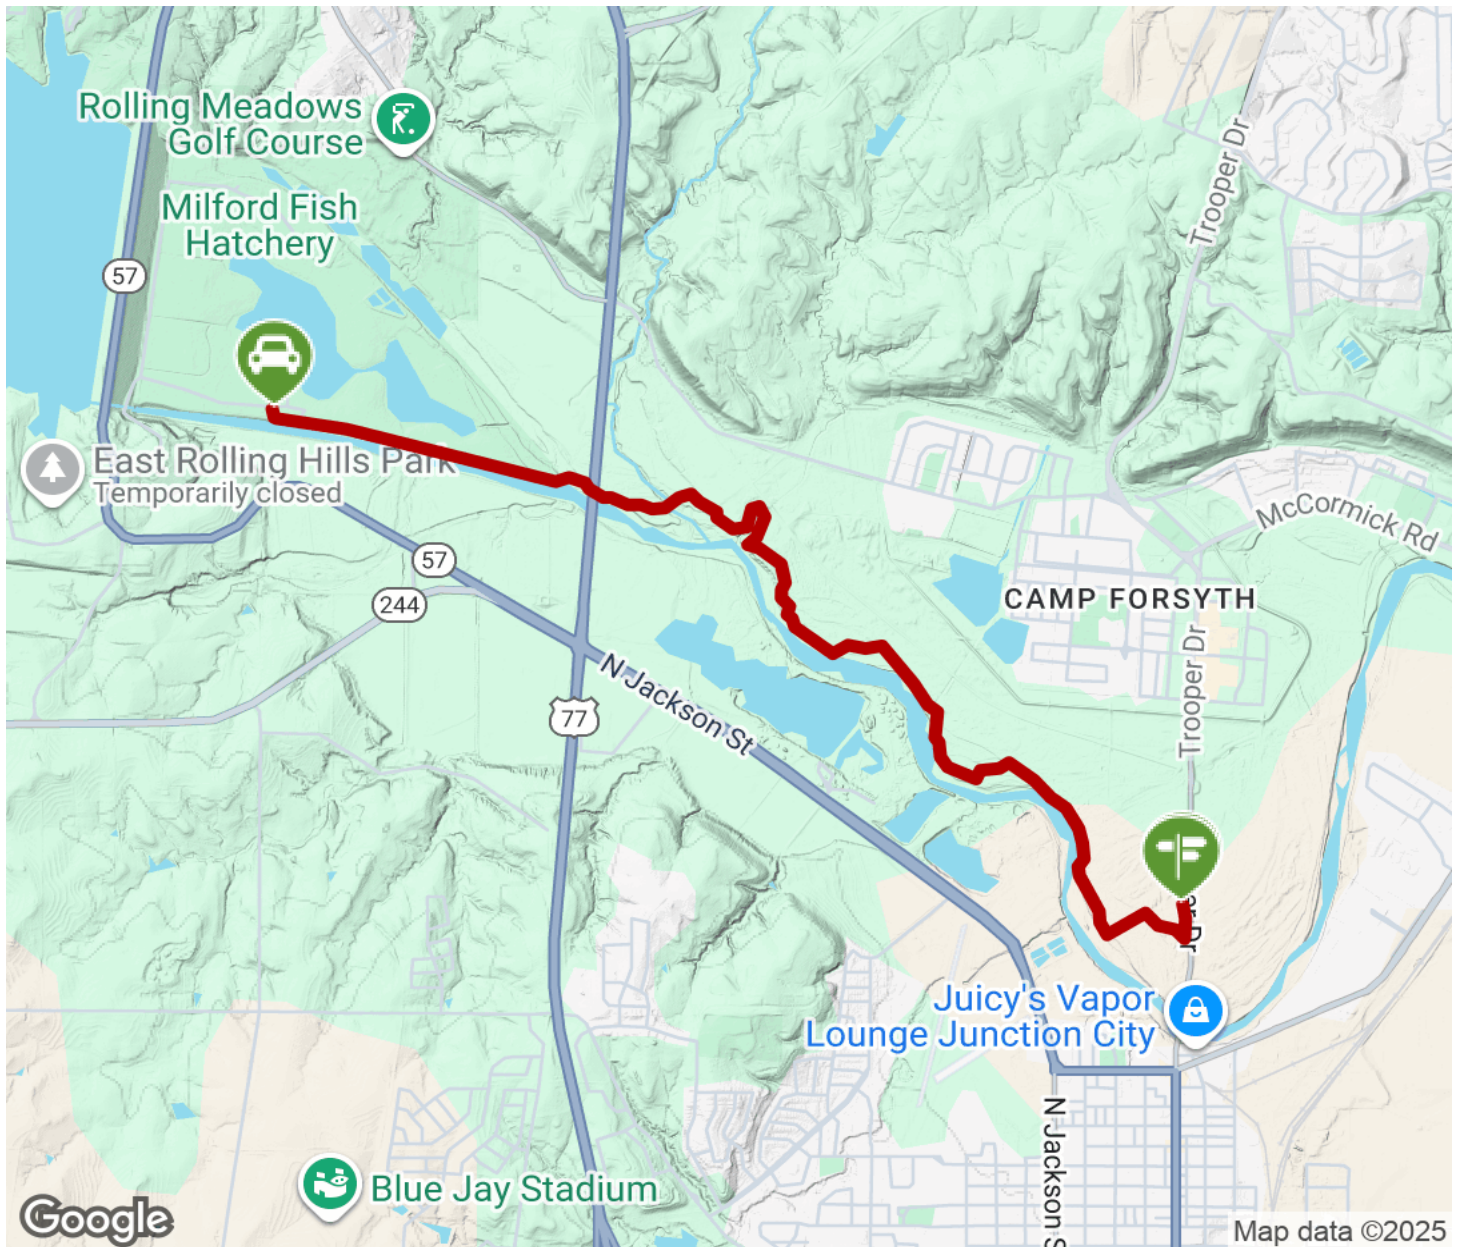 Rolling Meadows
Golf Course
Milford Fish
Hatchery
57
Trooper Dr
East Rolling Hills Park
Temporarily closed
57
244
McCormick Rd
CAMP FORSYTH
Trooper Dr
N Jackson St
77
er Dr
Juicy's Vapor
Lounge Junction City
N Jackson S
Blue Jay Stadium
Google
Map data ©2025